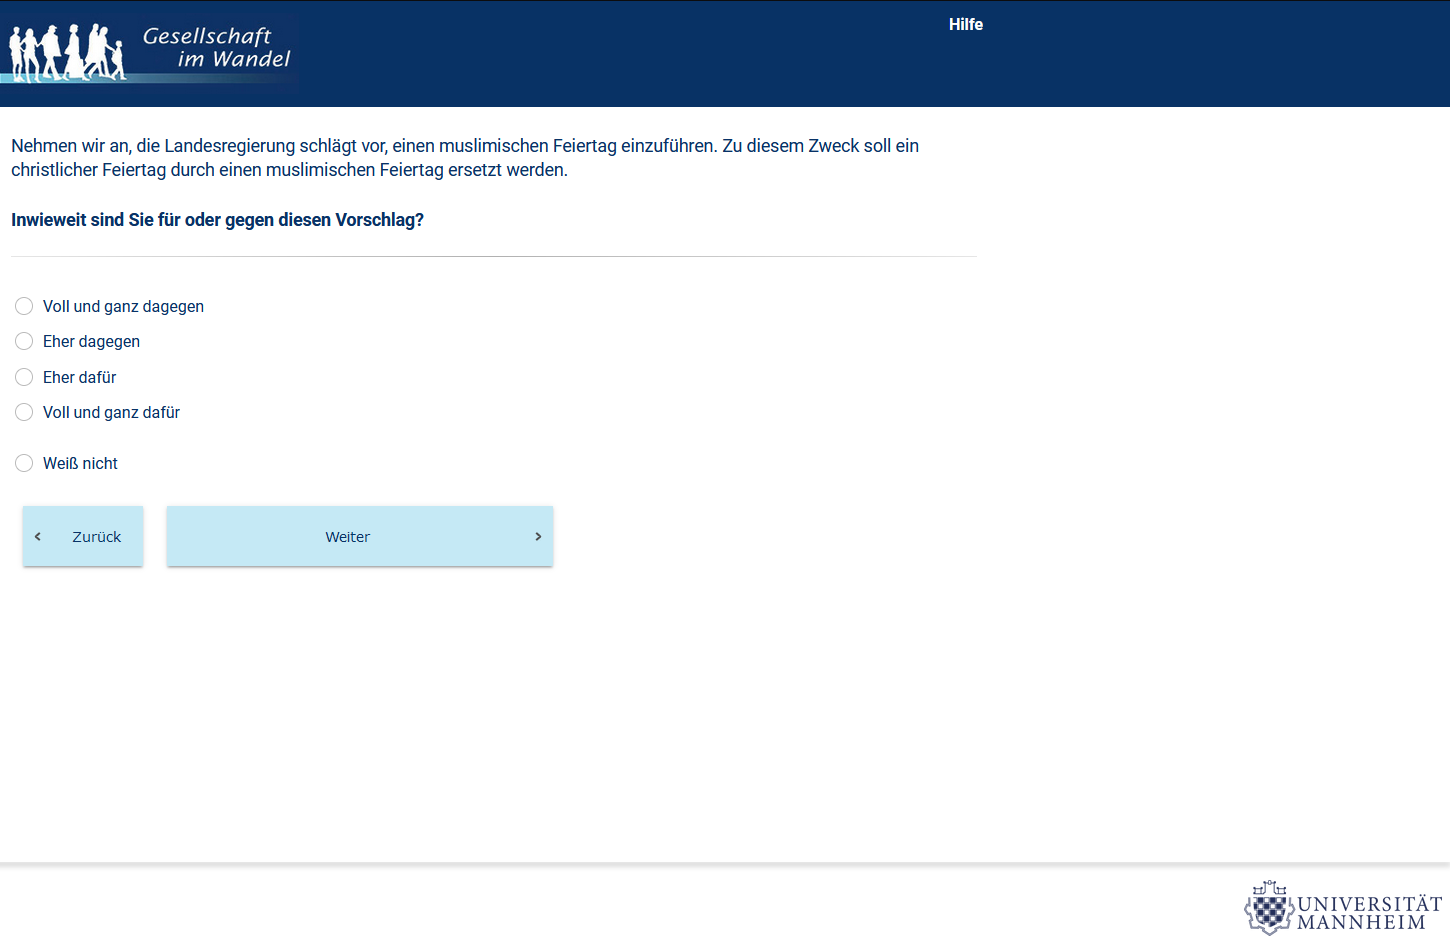 Gesellschaft
im Wandel
Hilfe
Nehmen wir an, die Landesregierung schlägt vor, einen muslimischen Feiertag einzuführen. Zu diesem Zweck soll ein
christlicher Feiertag durch einen muslimischen Feiertag ersetzt werden.
Inwieweit sind Sie für oder gegen diesen Vorschlag?
Voll und ganz dagegen
Eher dagegen
Eher dafür
Voll und ganz dafür
Weiß nicht
Zurück
Weiter
UNIVERSITÄT
MANNHEIM